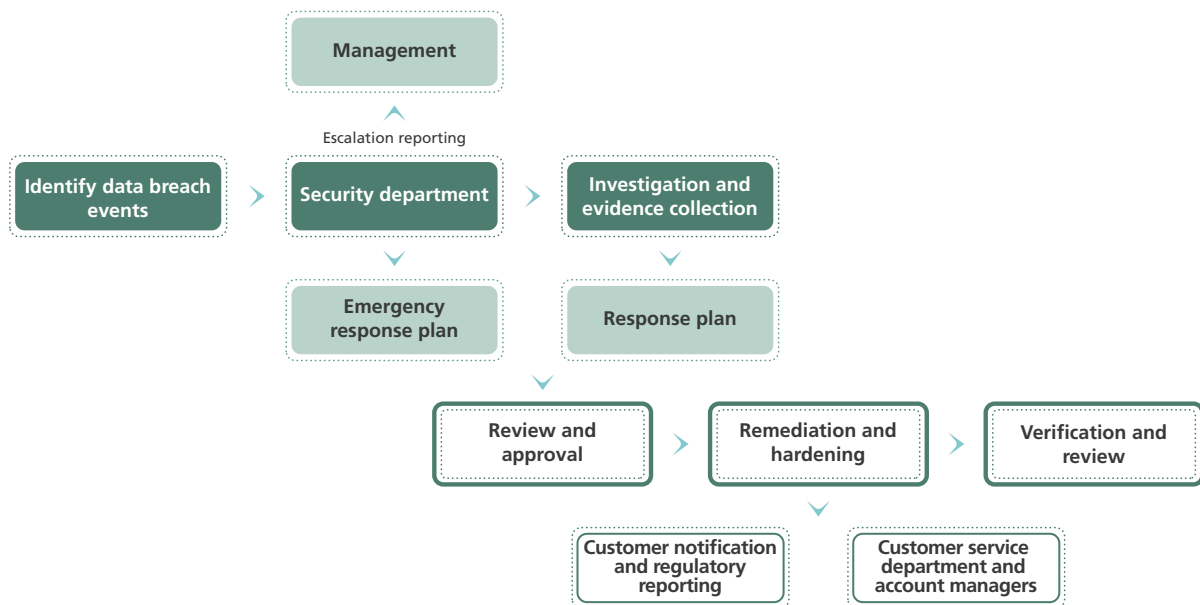 Management
Escalation reporting
Identify data breach
events
Security department
Investigation and
evidence collection
Emergency
response plan
Response plan
Review and
approval
Remediation and
hardening
Verification and
review
Customer notification
and regulatory
reporting
Customer service
department and
account managers